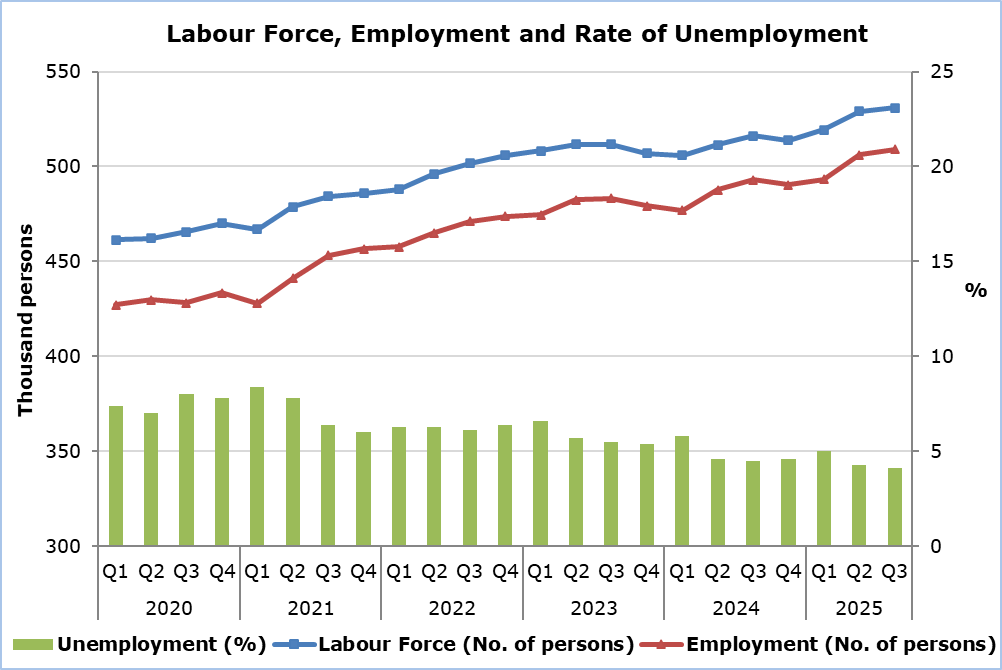 Labour Force, Employment and Rate of Unemployment
550 25
500 20
450 15
400 10
350 5
300 0
Thousand persons
%
Q1 Q2 Q3 Q4 Q1 Q2 Q3 Q4 Q1 Q2 Q3 Q4 Q1 Q2 Q3 Q4 Q1 Q2 Q3 Q4 Q1 Q2 Q3
2020 2021 2022 2023 2024 2025
Unemployment (%) Labour Force (No. of persons) Employment (No. of persons)